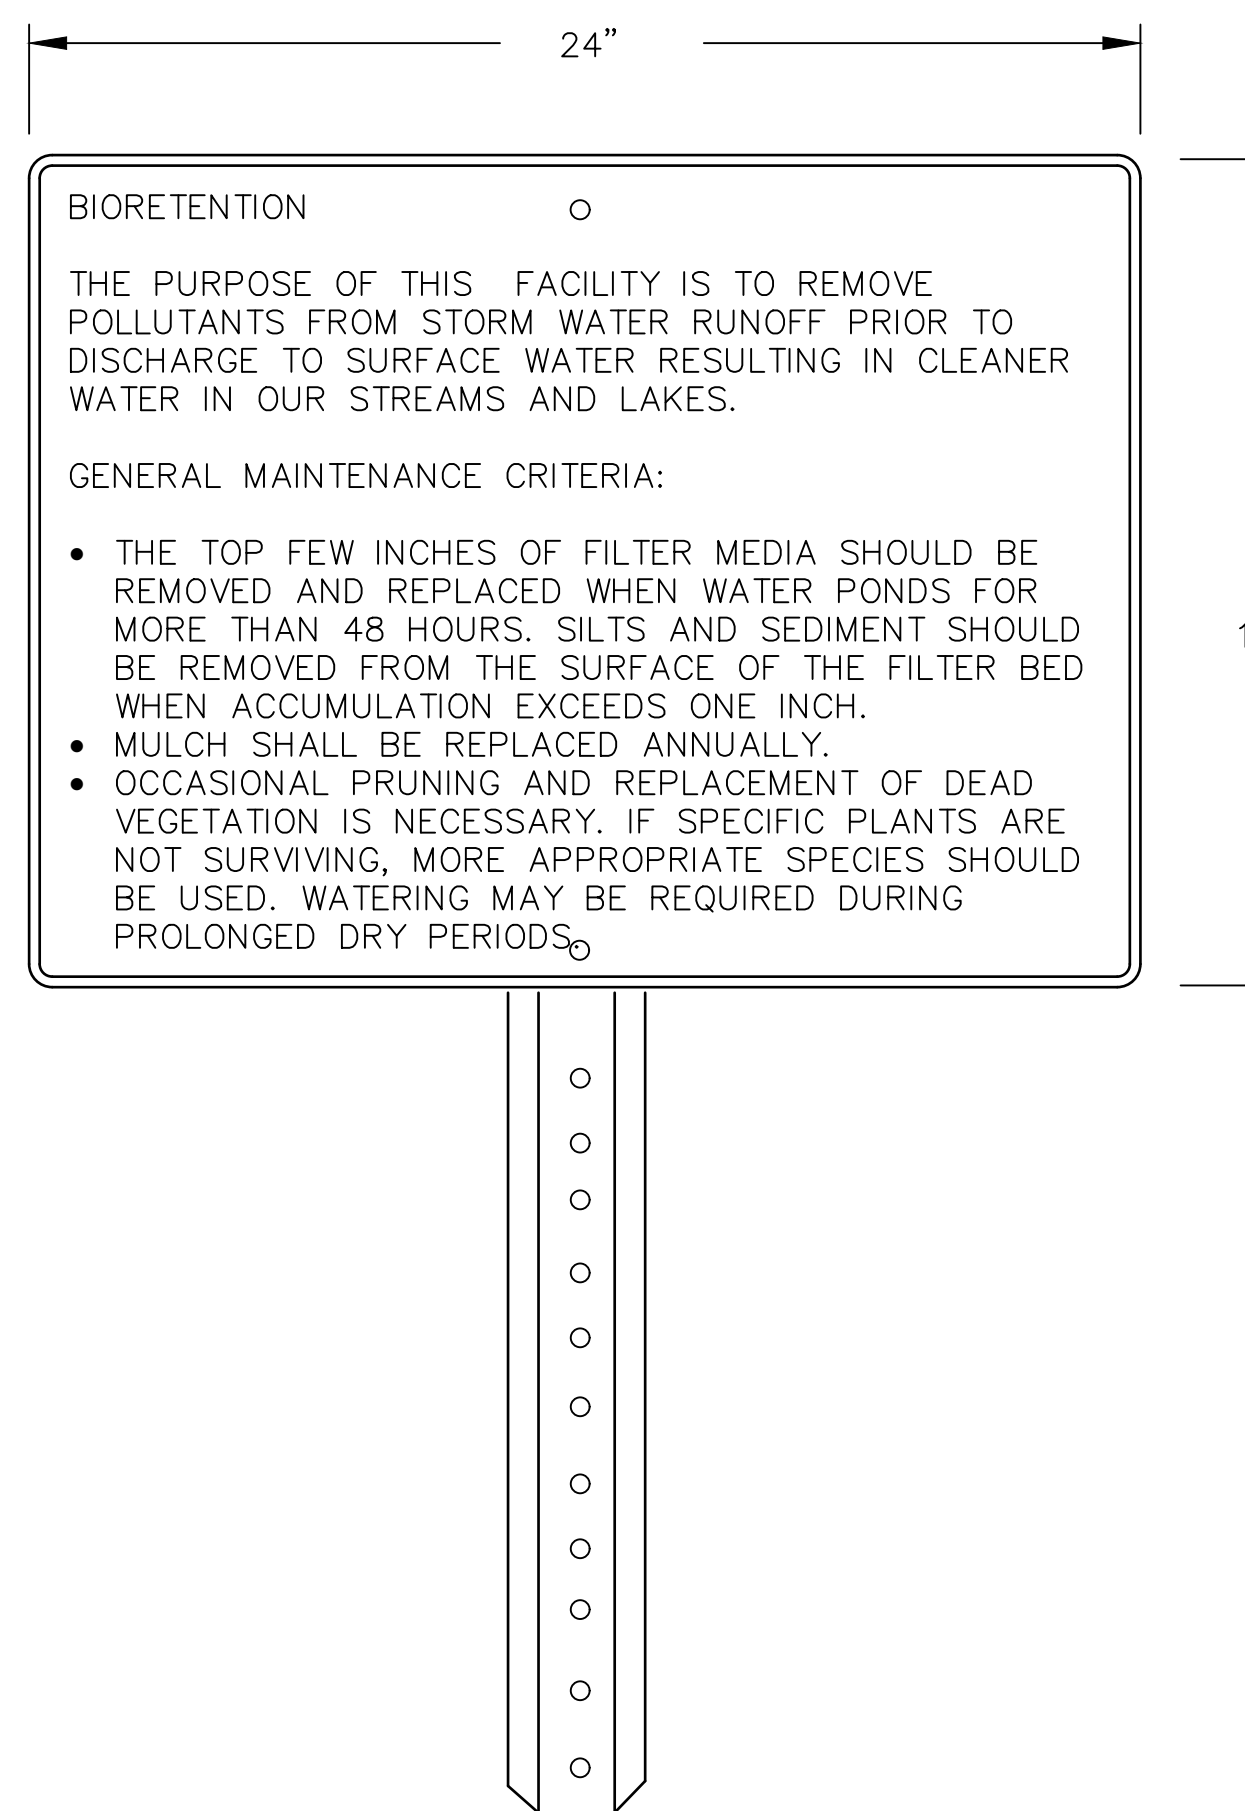 24”
BIORETENTION
THE PURPOSE OF THIS FACILITY IS TO REMOVE
POLLUTANTS FROM STORM WATER RUNOFF PRIOR TO
DISCHARGE TO SURFACE WATER RESULTING IN CLEANER
WATER IN OUR STREAMS AND LAKES.
GENERAL MAINTENANCE CRITERIA:
• THE TOP FEW INCHES OF FILTER MEDIA SHOULD BE
REMOVED AND REPLACED WHEN WATER PONDS FOR
MORE THAN 48 HOURS. SILTS AND SEDIMENT SHOULD
BE REMOVED FROM THE SURFACE OF THE FILTER BED
WHEN ACCUMULATION EXCEEDS ONE INCH.
• MULCH SHALL BE REPLACED ANNUALLY.
• OCCASIONAL PRUNING AND REPLACEMENT OF DEAD
VEGETATION IS NECESSARY. IF SPECIFIC PLANTS ARE
NOT SURVIVING, MORE APPROPRIATE SPECIES SHOULD
BE USED. WATERING MAY BE REQUIRED DURING
PROLONGED DRY PERIODS.